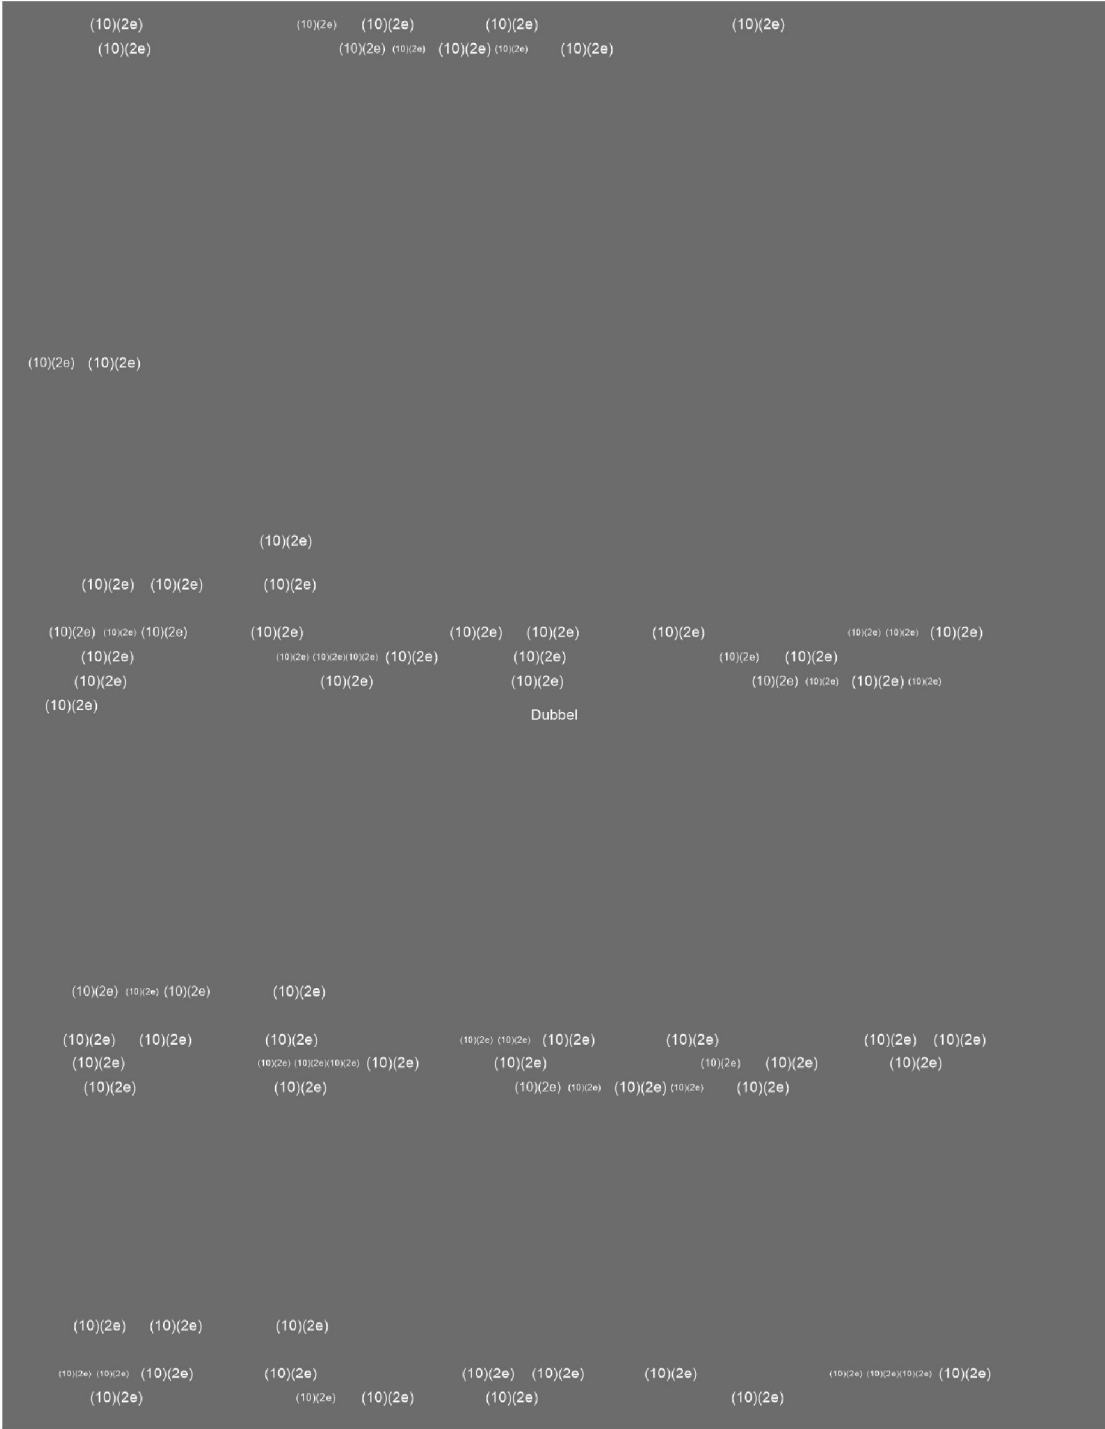 (10)(2e) (10)(2e) (10)(2e) (10)(2e) (10)(2e)
(10)(2e) (10)(2e) (10)(2e) (10)(2e) (10)(2e) (10)(2e)
(10)(2e) (10)(2e)
(10)(2e)
(10)(2e) (10)(2e) (10)(2e)
(10)(2e) (10)(2e) (10)(2e) (10)(2e) (10)(2e) (10)(2e) (10)(2e) (10)(2e) (10)(2e) (10)(2e)
(10)(2e) (10)(2e) (10)(2e)(10)(2e) (10)(2e) (10)(2e) (10)(2e) (10)(2e)
(10)(2e) (10)(2e) (10)(2e) (10)(2e) (10)(2e) (10)(2e) (10)(2e)
(10)(2e)
Dubbel
(10)(2e) (10)(2e) (10)(2e) (10)(2e)
(10)(2e) (10)(2e) (10)(2e) (10)(2e) (10)(2e) (10)(2e) (10)(2e) (10)(2e) (10)(2e)
(10)(2e) (10)(2e) (10)(2e)(10)(2e) (10)(2e) (10)(2e) (10)(2e) (10)(2e) (10)(2e)
(10)(2e) (10)(2e) (10)(2e) (10)(2e) (10)(2e) (10)(2e) (10)(2e)
(10)(2e) (10)(2e) (10)(2e)
(10)(2e) (10)(2e) (10)(2e) (10)(2e) (10)(2e) (10)(2e) (10)(2e) (10)(2e) (10)(2e)(10)(2e) (10)(2e)
(10)(2e) (10)(2e) (10)(2e) (10)(2e) (10)(2e)